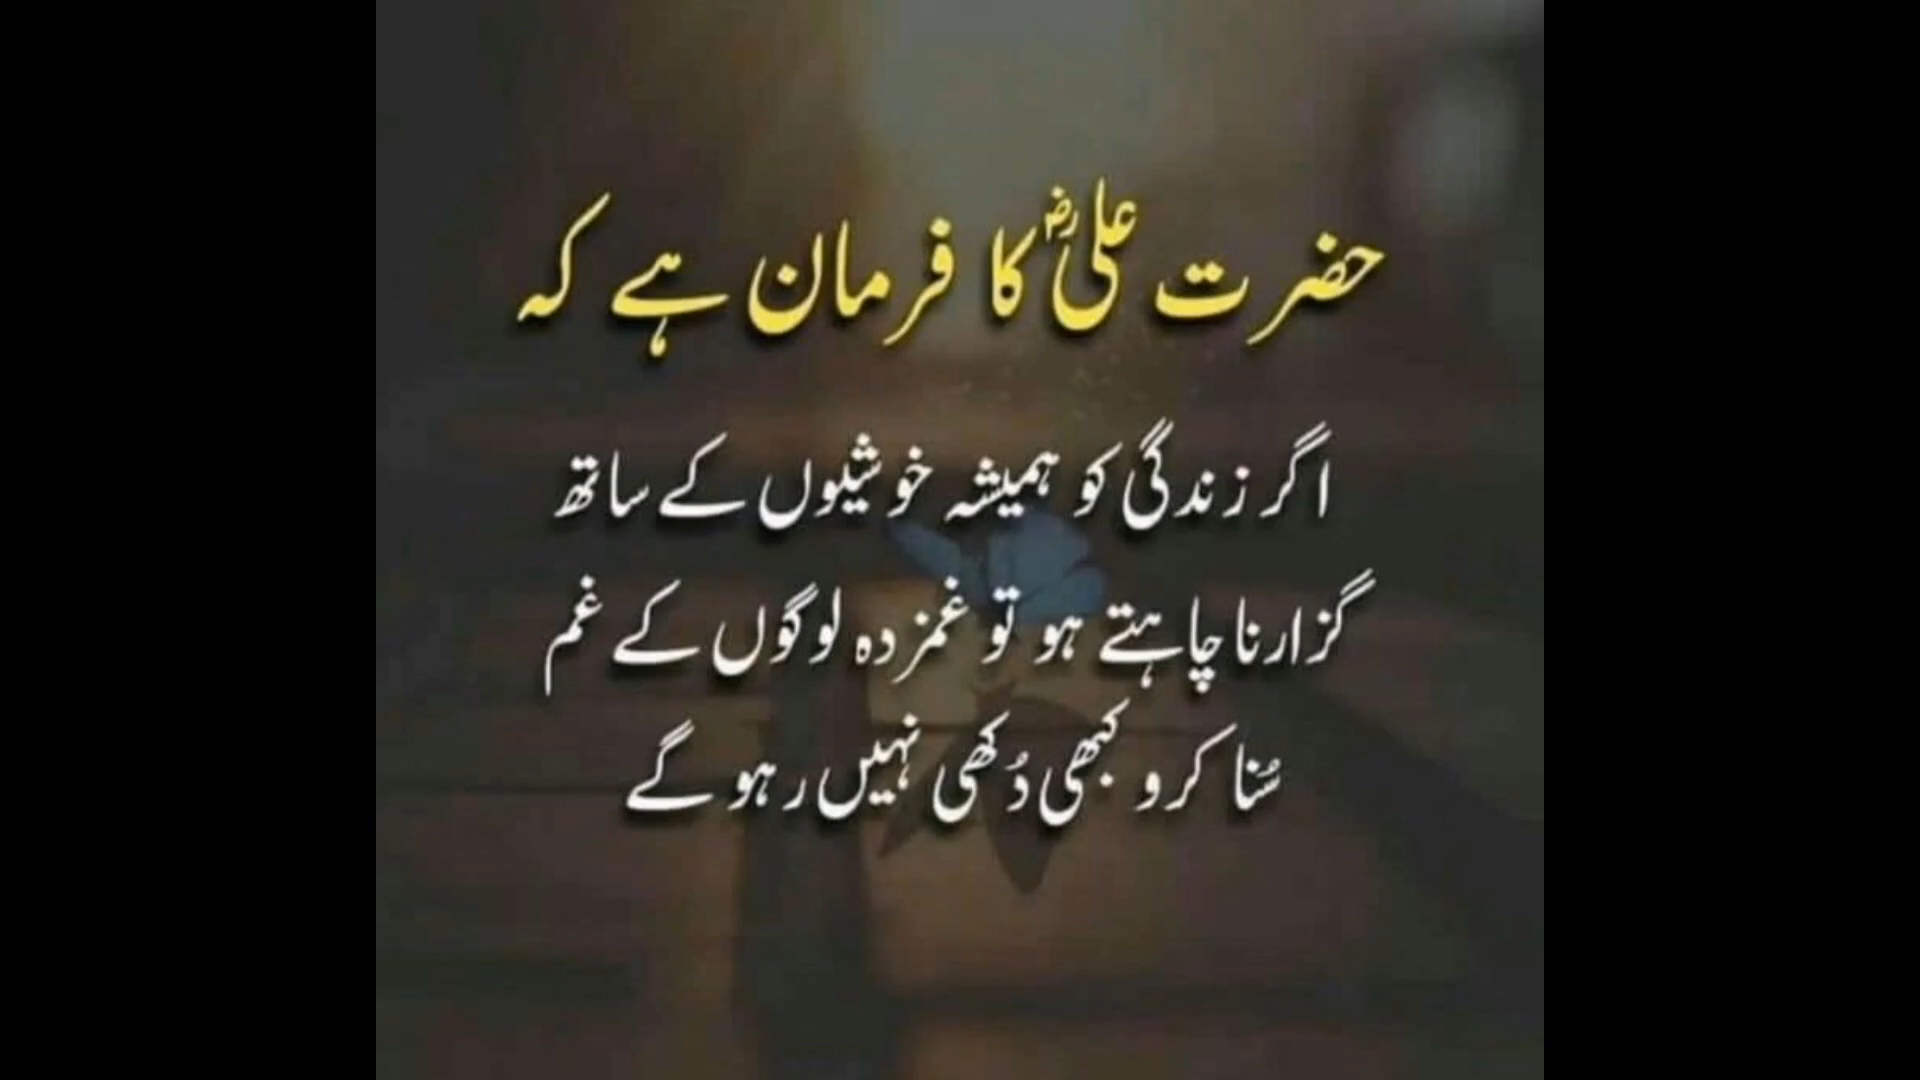 حضرت علیؓ کا فرمان ہے کہ
اگر زندگی کو ہمیشہ خوشیوں کے ساتھ
گزارنا چاہتے ہو تو غمزدہ لوگوں کے غم
سُنا کرو کبھی دُکھی نہیں رہو گے